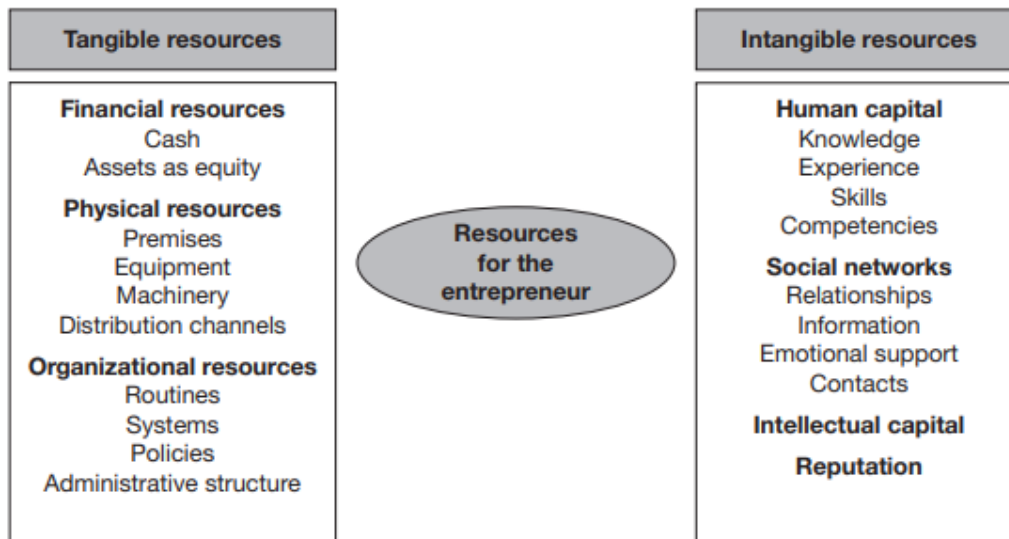 Tangible resources
Financial resources
Cash
Assets as equity
Physical resources
Premises
Equipment
Machinery
Distribution channels
Organizational resources
Routines
Systems
Policies
Administrative structure
Resources
for the
entrepreneur
Intangible resources
Human capital
Knowledge
Experience
Skills
Competencies
Social networks
Relationships
Information
Emotional support
Contacts
Intellectual capital
Reputation